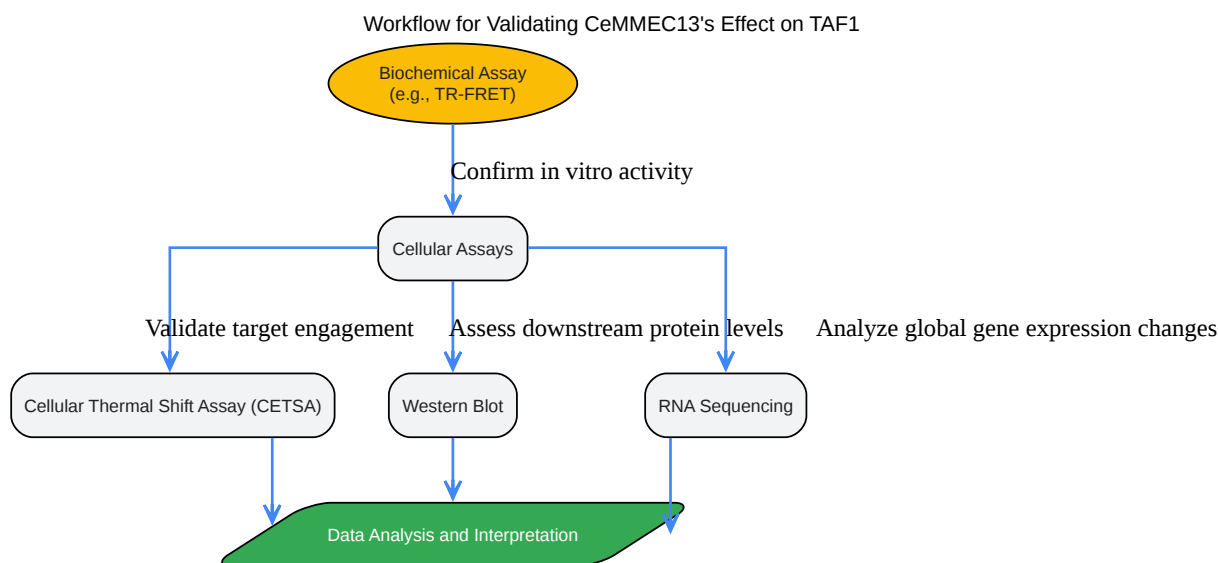 Workflow for Validating CeMMEC13's Effect on TAF1
Biochemical Assay
(e.g., TR-FRET)
Confirm in vitro activity
Cellular Assays
Validate target engagement
Assess downstream protein levels
Analyze global gene expression changes
Cellular Thermal Shift Assay (CETSA)
Western Blot
RNA Sequencing
Data Analysis and Interpretation